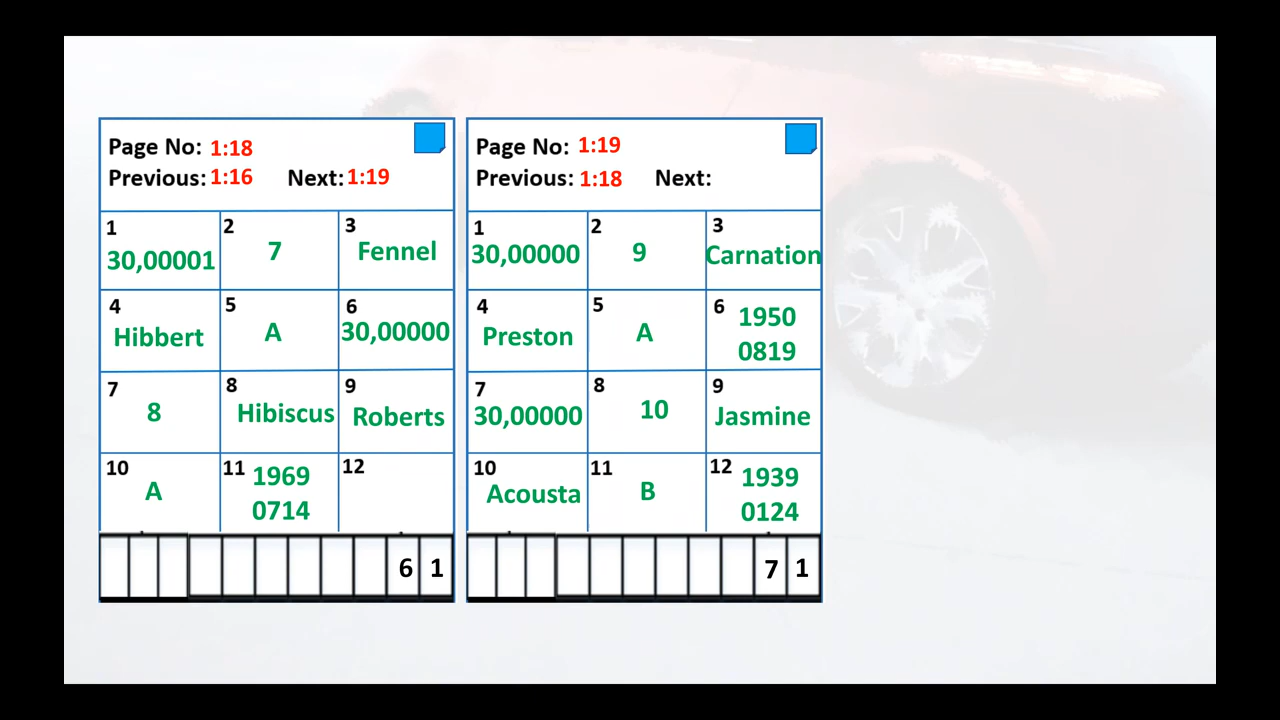 Page No: 1:18
Previous: 1:16 Next: 1:19
1 30,00001 2 7 3 Fennel
4 Hibbert 5 A 6 30,00000
7 8 8 Hibiscus 9 Roberts
10 A 11 1969 0714 12
6 1
Page No: 1:19
Previous: 1:18 Next:
1 30,00000 2 9 3 Carnation
4 Preston 5 A 6 1950 0819
7 30,00000 8 10 9 Jasmine
10 Acousta 11 B 12 1939 0124
7 1